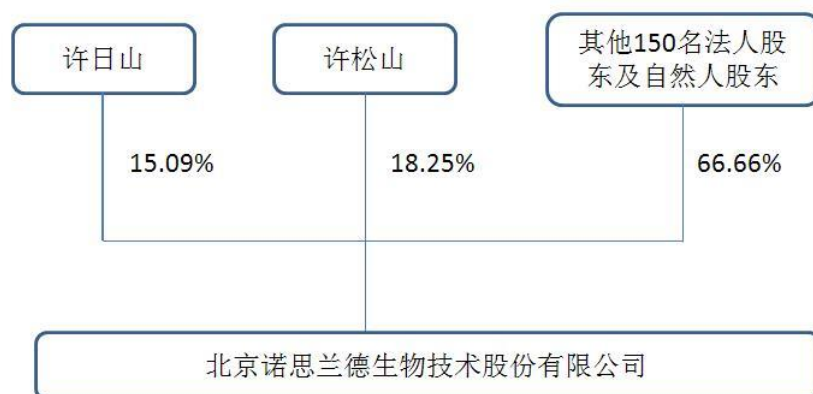 许日山
许松山
其他150名法人股
东及自然人股东
15.09%
18.25%
66.66%
北京诺思兰德生物技术股份有限公司